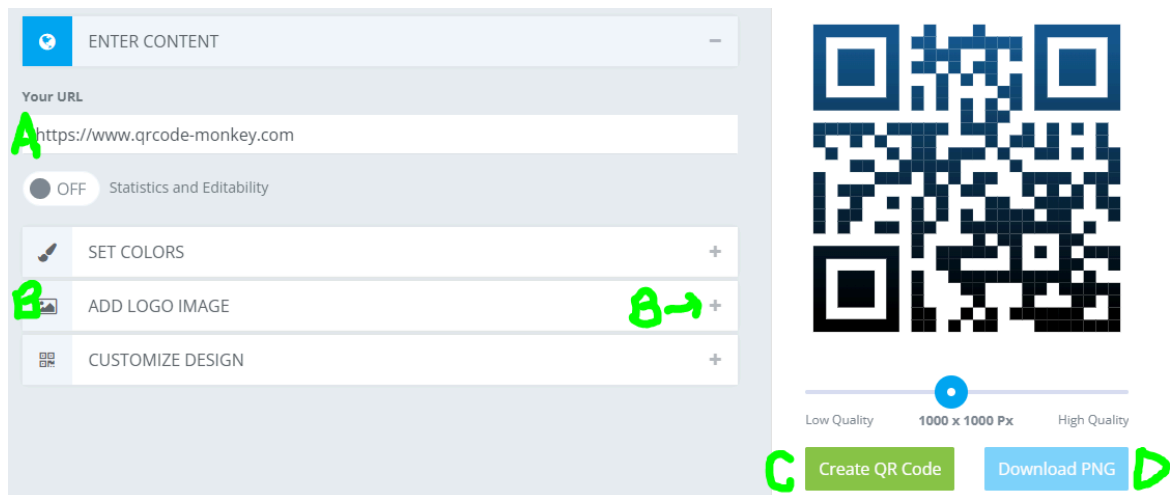 ENTER CONTENT
Your URL
A https://www.qrcode-monkey.com
OFF Statistics and Editability
SET COLORS
B ADD LOGO IMAGE B
CUSTOMIZE DESIGN
Low Quality 1000 x 1000 Px High Quality
C Create QR Code Download PNG D